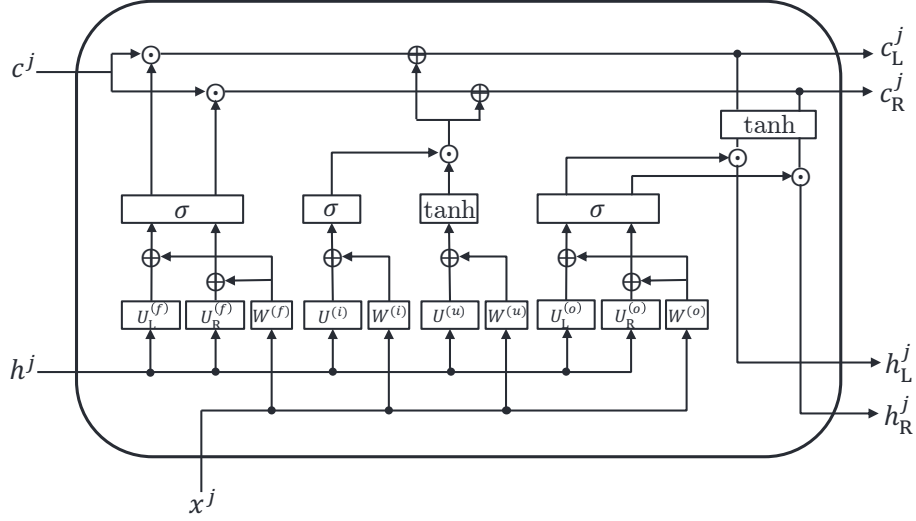 c^j
c_L^j
c_R^j
tanh
σ
σ
tanh
σ
U_L^(f)
U_R^(f)
W^(f)
U^(i)
W^(i)
U^(u)
W^(u)
U_L^(o)
U_R^(o)
W^(o)
h^j
h_L^j
h_R^j
x^j